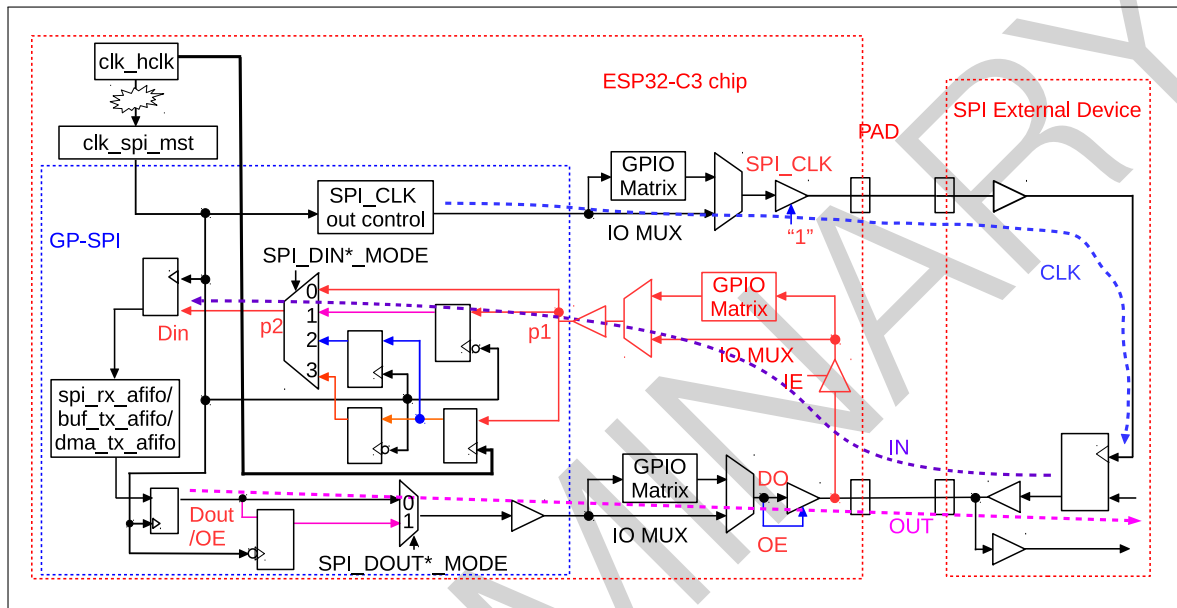 clk_hclk
ESP32-C3 chip
SPI External Device
PAD
clk_spi_mst
GPIO
Matrix
SPI_CLK
SPI_CLK
out control
IO MUX
"1"
GP-SPI
SPI_DIN*_MODE
CLK
0
1
2
3
GPIO
Matrix
Din
p2
p1
IO MUX
IE
spi_rx_afifo/
buf_tx_afifo/
dma_tx_afifo
IN
GPIO
Matrix
DO
Dout
/OE
0
1
OUT
IO MUX
OE
SPI_DOUT*_MODE